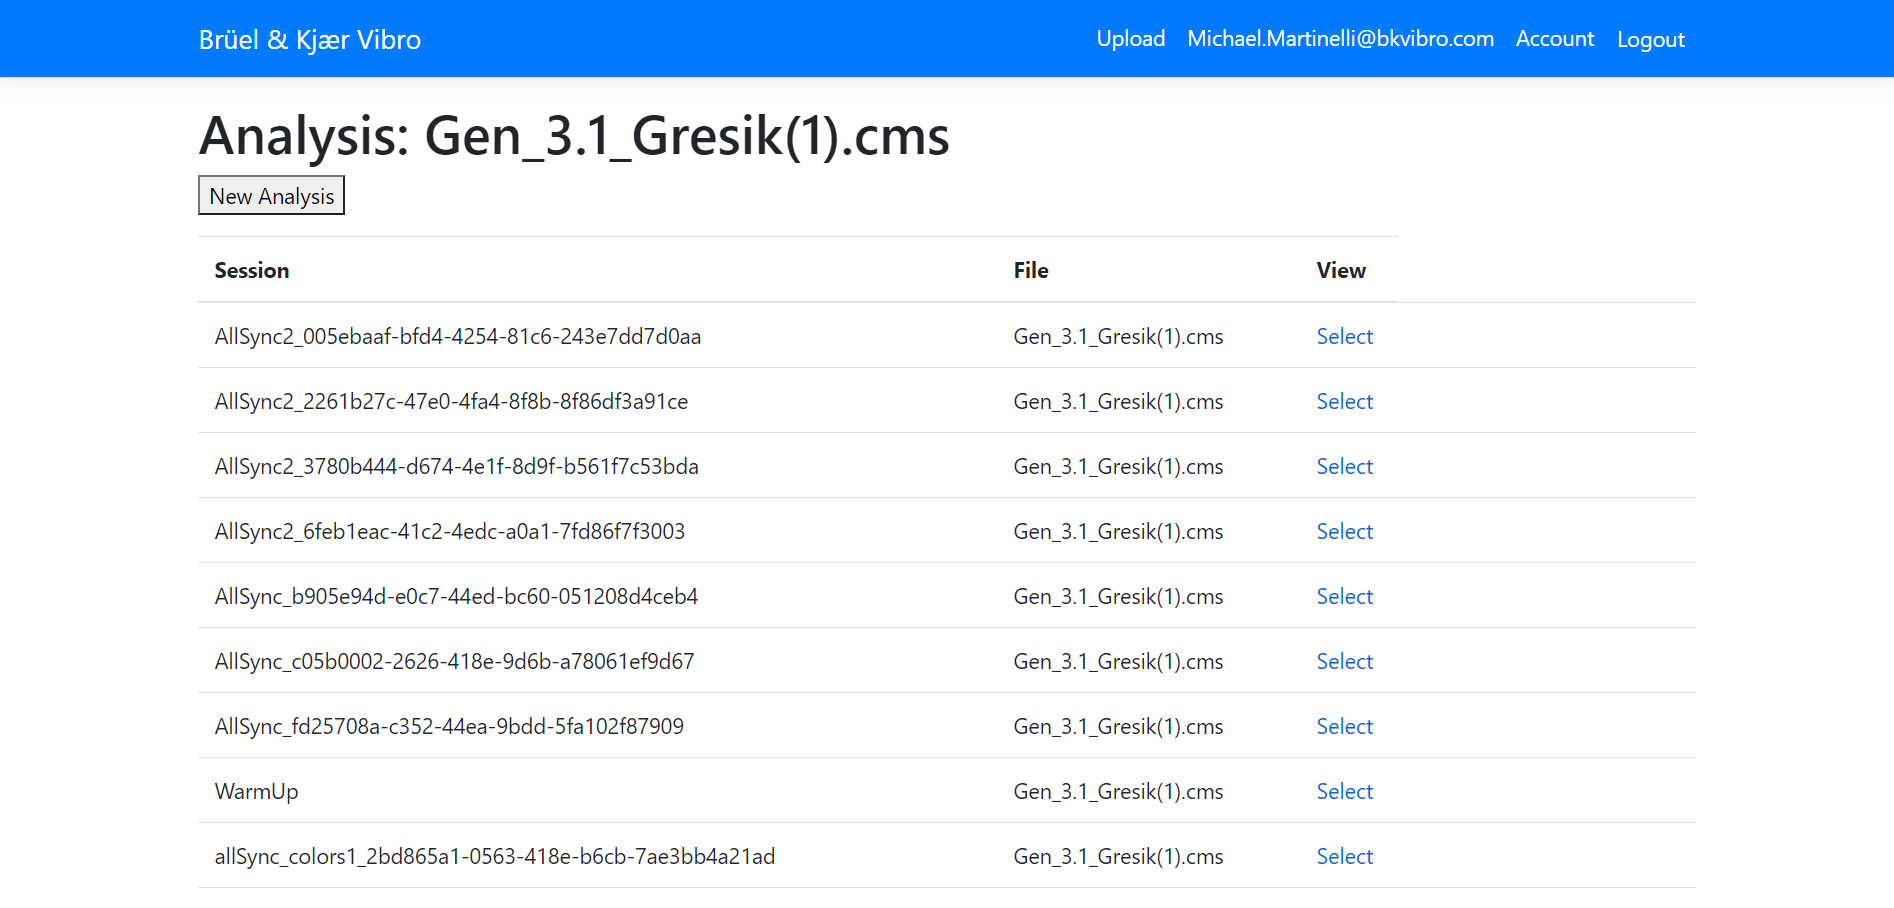 Brüel & Kjær Vibro Upload Michael.Martinelli@bkvibro.com Account Logout
Analysis: Gen_3.1_Gresik(1).cms
New Analysis
Session File View
AllSync2_005ebaaf-bfd4-4254-81c6-243e7dd7d0aa Gen_3.1_Gresik(1).cms Select
AllSync2_2261b27c-47e0-4fa4-8f8b-8f86df3a91ce Gen_3.1_Gresik(1).cms Select
AllSync2_3780b444-d674-4e1f-8d9f-b561f7c53bda Gen_3.1_Gresik(1).cms Select
AllSync2_6feb1eac-41c2-4edc-a0a1-7fd86f7f3003 Gen_3.1_Gresik(1).cms Select
AllSync_b905e94d-e0c7-44ed-bc60-051208d4ceb4 Gen_3.1_Gresik(1).cms Select
AllSync_c05b0002-2626-418e-9d6b-a78061ef9d67 Gen_3.1_Gresik(1).cms Select
AllSync_fd25708a-c352-44ea-9bdd-5fa102f87909 Gen_3.1_Gresik(1).cms Select
WarmUp Gen_3.1_Gresik(1).cms Select
allSync_colors1_2bd865a1-0563-418e-b6cb-7ae3bb4a21ad Gen_3.1_Gresik(1).cms Select